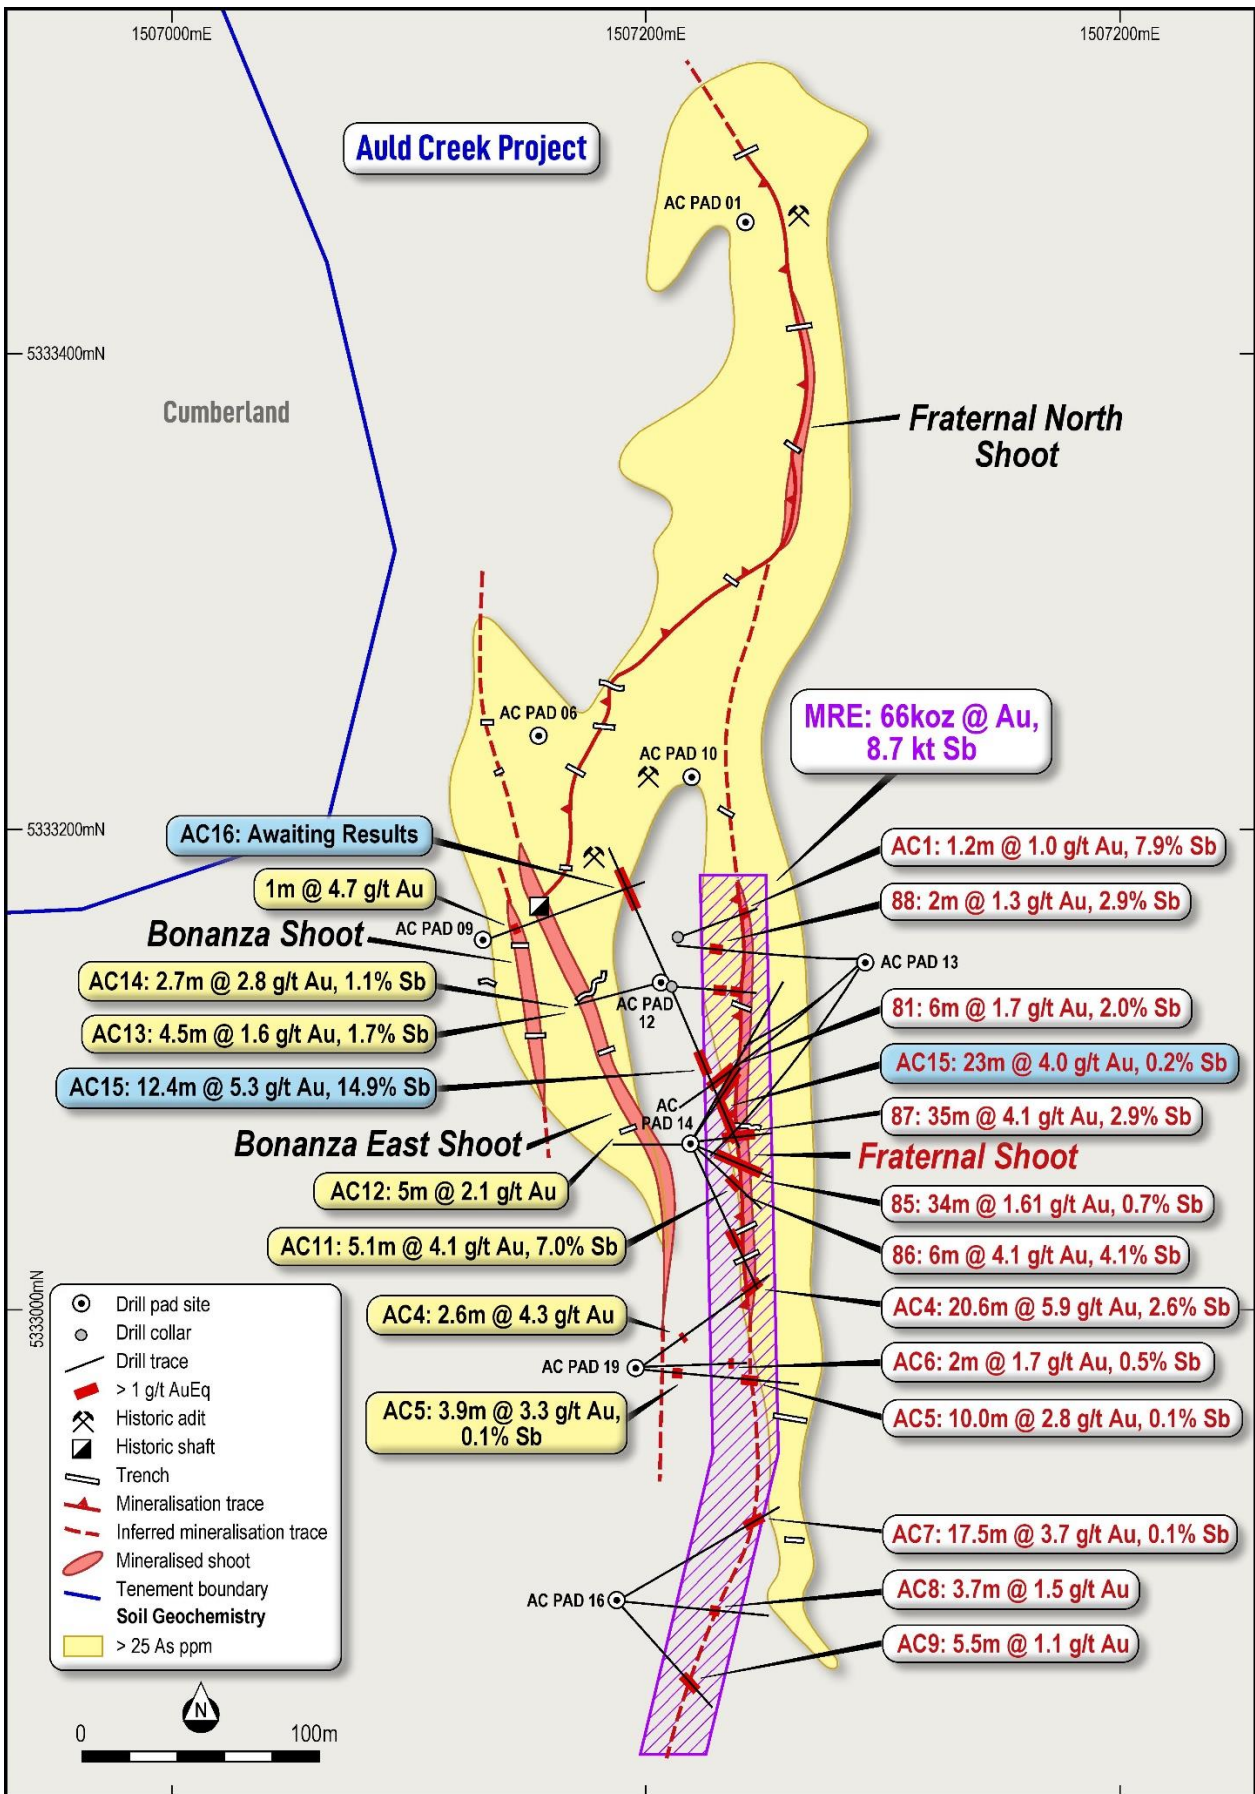 1507000mE
1507200mE
1507200mE
Auld Creek Project
AC PAD 01
5333400mN
Cumberland
Fraternal North
Shoot
AC PAD 06
AC PAD 10
MRE: 66koz @ Au,
8.7 kt Sb
5333200mN
AC16: Awaiting Results
1m @ 4.7 g/t Au
AC PAD 09
Bonanza Shoot
AC14: 2.7m @ 2.8 g/t Au, 1.1% Sb
AC13: 4.5m @ 1.6 g/t Au, 1.7% Sb
AC15: 12.4m @ 5.3 g/t Au, 14.9% Sb
Bonanza East Shoot
AC12: 5m @ 2.1 g/t Au
AC11: 5.1m @ 4.1 g/t Au, 7.0% Sb
AC4: 2.6m @ 4.3 g/t Au
AC PAD 19
AC5: 3.9m @ 3.3 g/t Au,
0.1% Sb
AC PAD 16
AC PAD
12
AC
PAD 14
AC1: 1.2m @ 1.0 g/t Au, 7.9% Sb
88: 2m @ 1.3 g/t Au, 2.9% Sb
AC PAD 13
81: 6m @ 1.7 g/t Au, 2.0% Sb
AC15: 23m @ 4.0 g/t Au, 0.2% Sb
87: 35m @ 4.1 g/t Au, 2.9% Sb
Fraternal Shoot
85: 34m @ 1.61 g/t Au, 0.7% Sb
86: 6m @ 4.1 g/t Au, 4.1% Sb
AC4: 20.6m @ 5.9 g/t Au, 2.6% Sb
AC6: 2m @ 1.7 g/t Au, 0.5% Sb
AC5: 10.0m @ 2.8 g/t Au, 0.1% Sb
AC7: 17.5m @ 3.7 g/t Au, 0.1% Sb
AC8: 3.7m @ 1.5 g/t Au
AC9: 5.5m @ 1.1 g/t Au
5333000mN
Drill pad site
Drill collar
Drill trace
> 1 g/t AuEq
Historic adit
Historic shaft
Trench
Mineralisation trace
Inferred mineralisation trace
Mineralised shoot
Tenement boundary
Soil Geochemistry
> 25 As ppm
N
0
100m